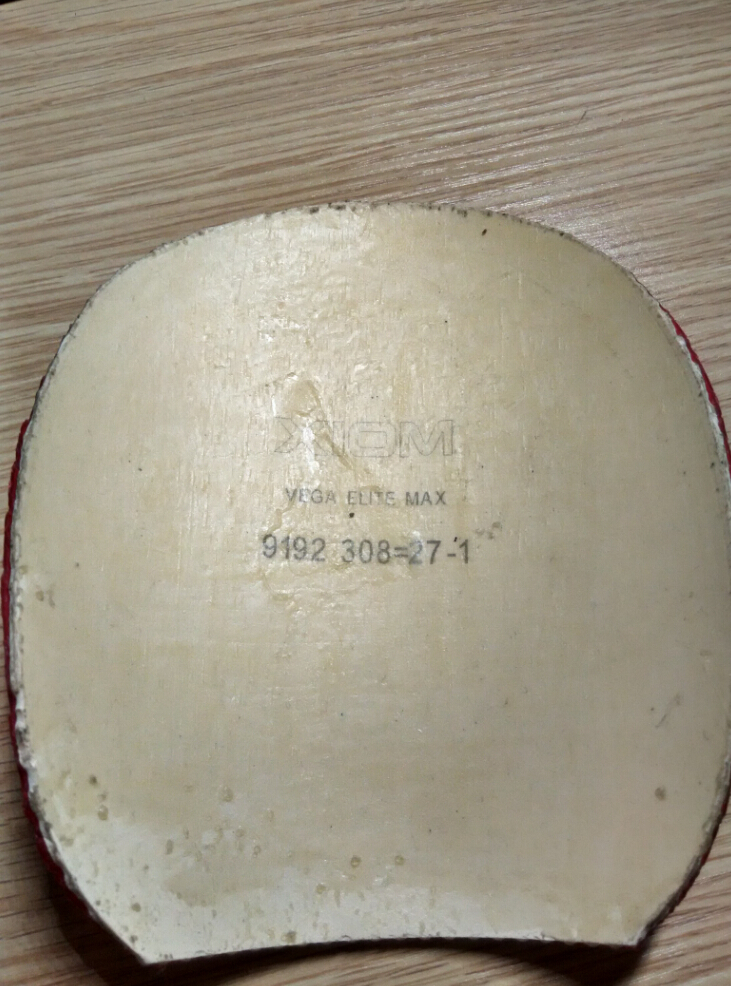 XIOM
VEGA ELITE MAX
9192 308=27-1